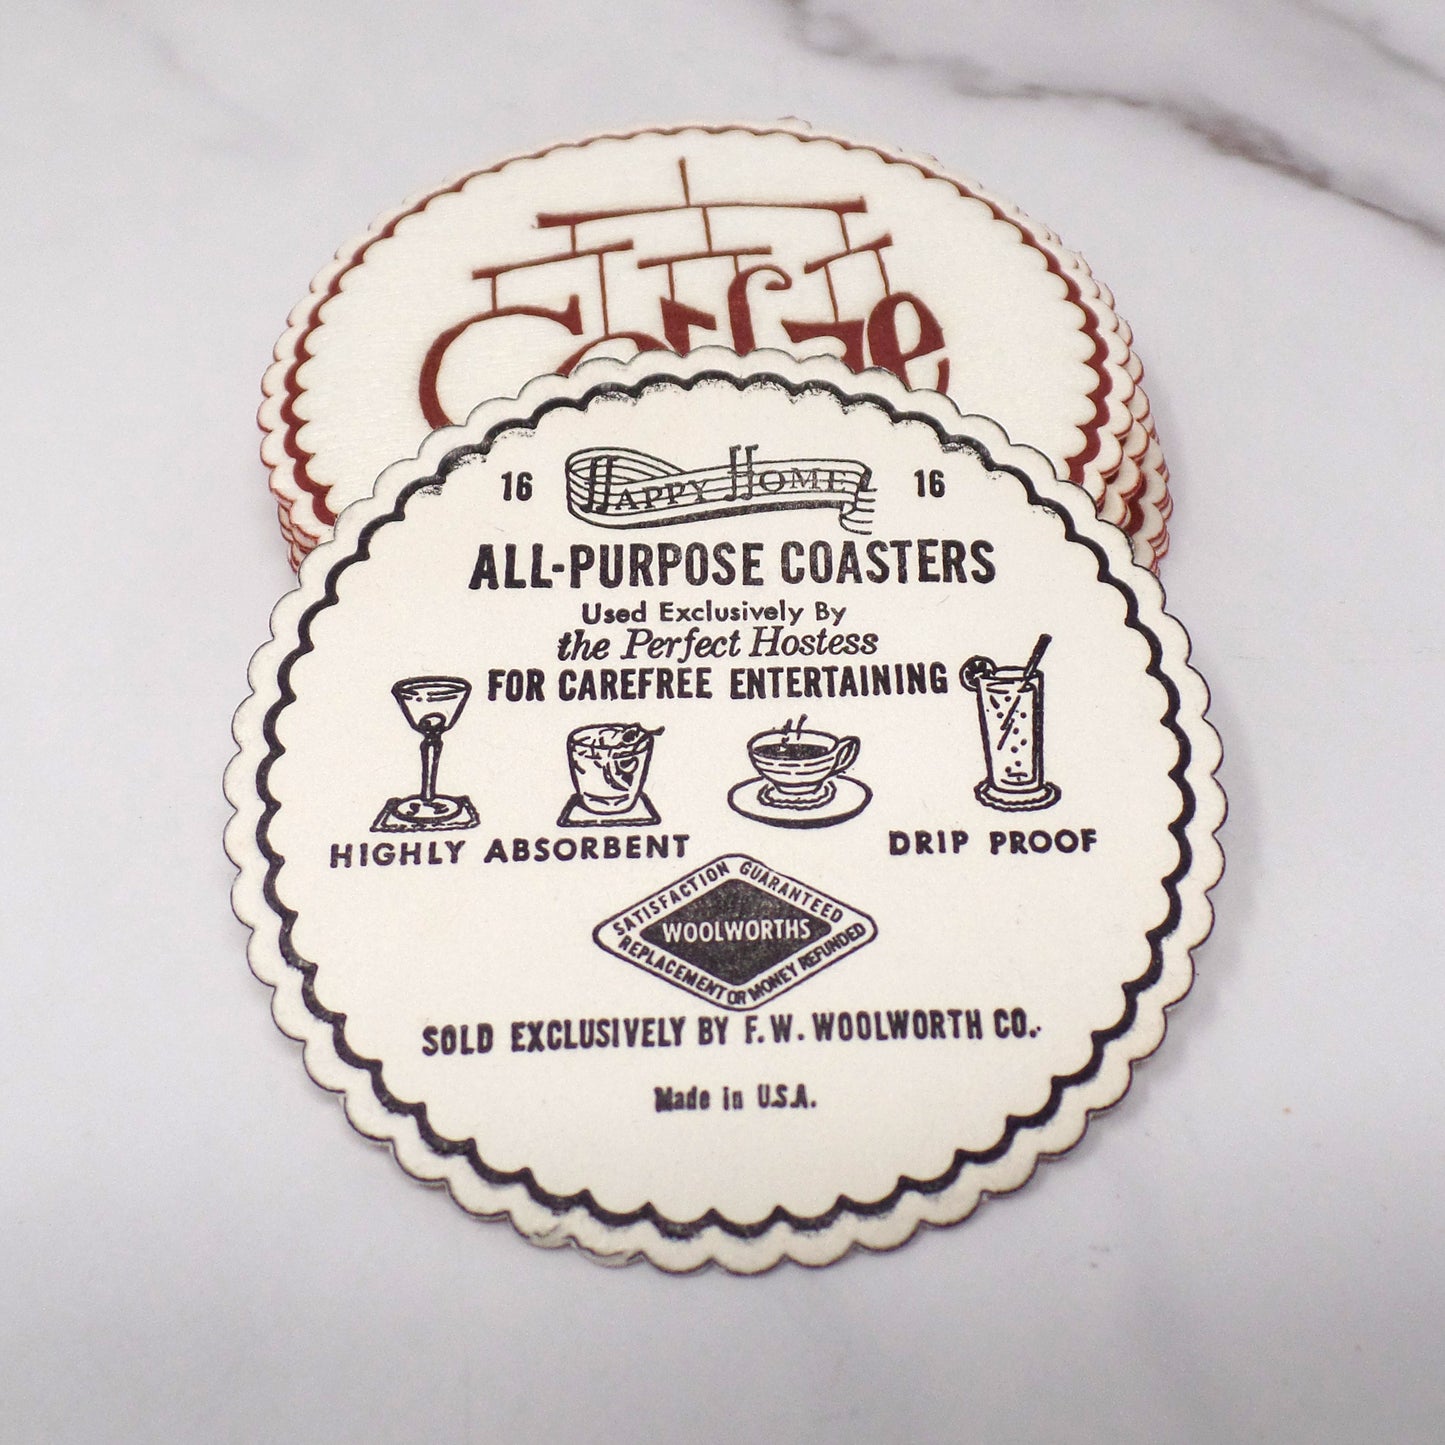 Coffee
16 HAPPY HOME 16
ALL-PURPOSE COASTERS
Used Exclusively By
the Perfect Hostess
FOR CAREFREE ENTERTAINING
HIGHLY ABSORBENT DRIP PROOF
SATISFACTION GUARANTEED
WOOLWORTHS
REPLACEMENT OR MONEY REFUNDED
SOLD EXCLUSIVELY BY F.W. WOOLWORTH CO.
Made in U.S.A.